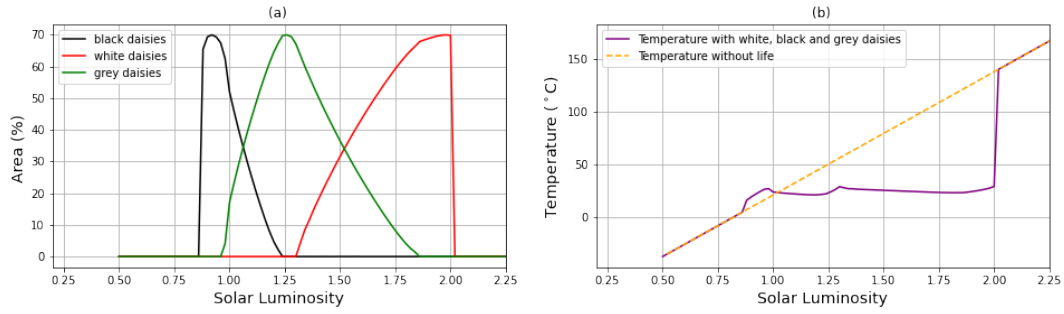 (a)
Area (%)
70
60
50
40
30
20
10
0
black daisies
white daisies
grey daisies
0.25 0.50 0.75 1.00 1.25 1.50 1.75 2.00 2.25
Solar Luminosity
(b)
Temperature (°C)
150
100
50
0
Temperature with white, black and grey daisies
Temperature without life
0.25 0.50 0.75 1.00 1.25 1.50 1.75 2.00 2.25
Solar Luminosity